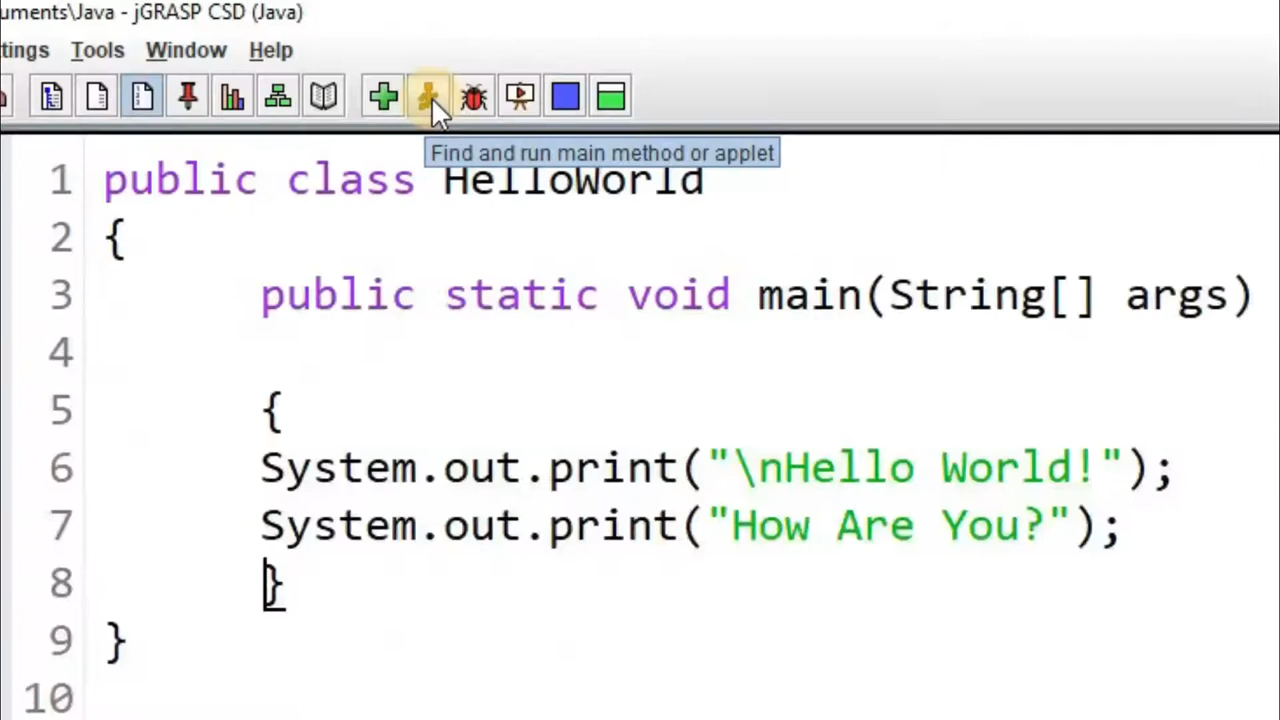 uments\Java - jGRASP CSD (Java)
tings Tools Window Help
Find and run main method or applet
1 public class HelloWorld
2 {
3 public static void main(String[] args)
4
5 {
6 System.out.print("\nHello World!");
7 System.out.print("How Are You?");
8 }
9 }
10